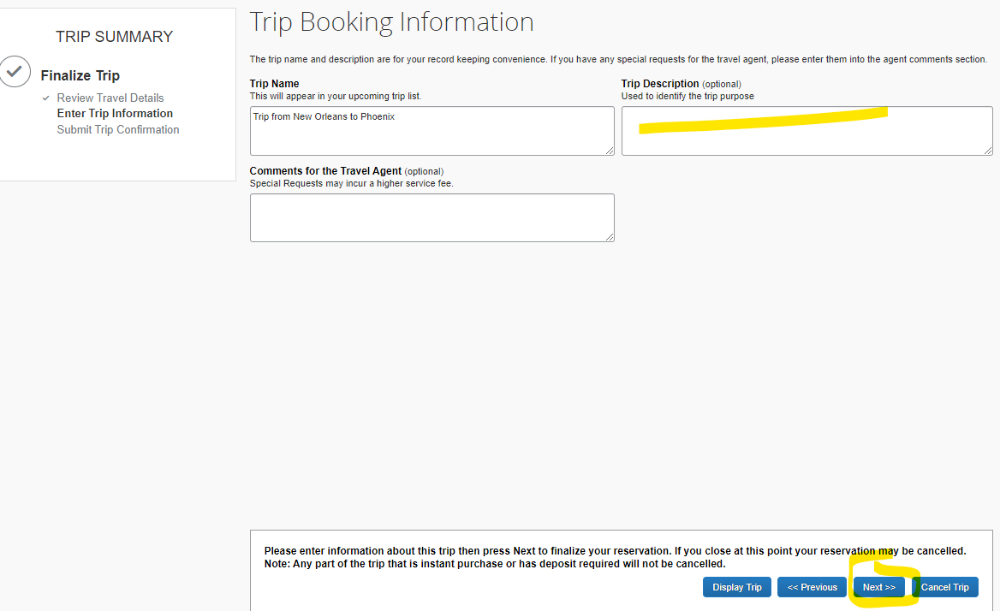 TRIP SUMMARY
Finalize Trip
Review Travel Details
Enter Trip Information
Submit Trip Confirmation
Trip Booking Information
The trip name and description are for your record keeping convenience. If you have any special requests for the travel agent, please enter them into the agent comments section.
Trip Name
This will appear in your upcoming trip list.
Trip from New Orleans to Phoenix
Trip Description (optional)
Used to identify the trip purpose
Comments for the Travel Agent (optional)
Special Requests may incur a higher service fee.
Please enter information about this trip then press Next to finalize your reservation. If you close at this point your reservation may be cancelled.
Note: Any part of the trip that is instant purchase or has deposit required will not be cancelled.
Display Trip << Previous Next >> Cancel Trip